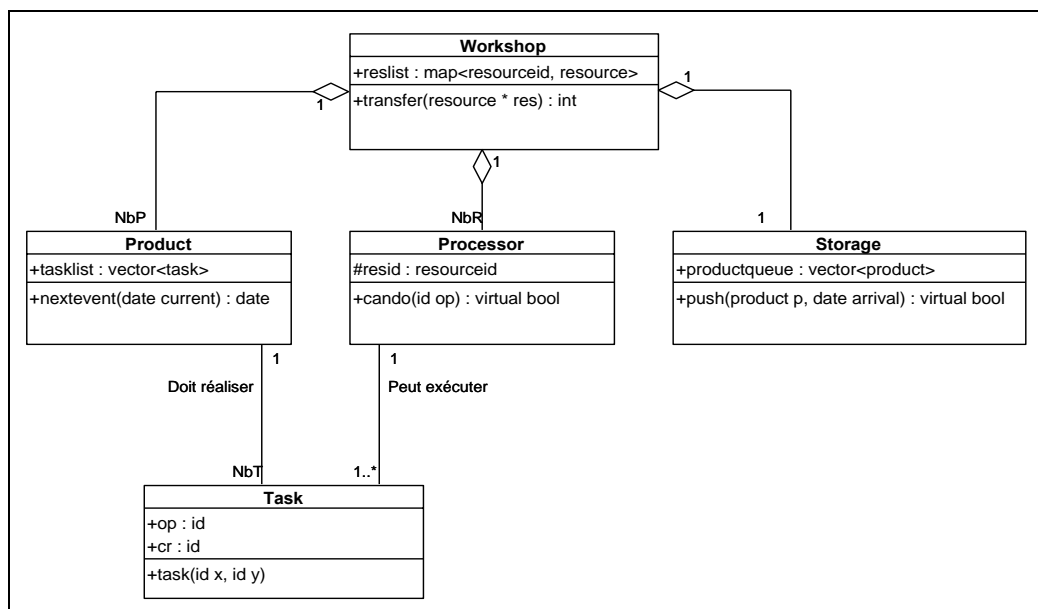 Workshop
+reslist : map<resourceid, resource>
+transfer(resource * res) : int
1
1
1
NbP
NbR
1
Product
+tasklist : vector<task>
+nextevent(date current) : date
Processor
#resid : resourceid
+cando(id op) : virtual bool
Storage
+productqueue : vector<product>
+push(product p, date arrival) : virtual bool
1
1
Doit réaliser
Peut exécuter
NbT
1..*
Task
+op : id
+cr : id
+task(id x, id y)